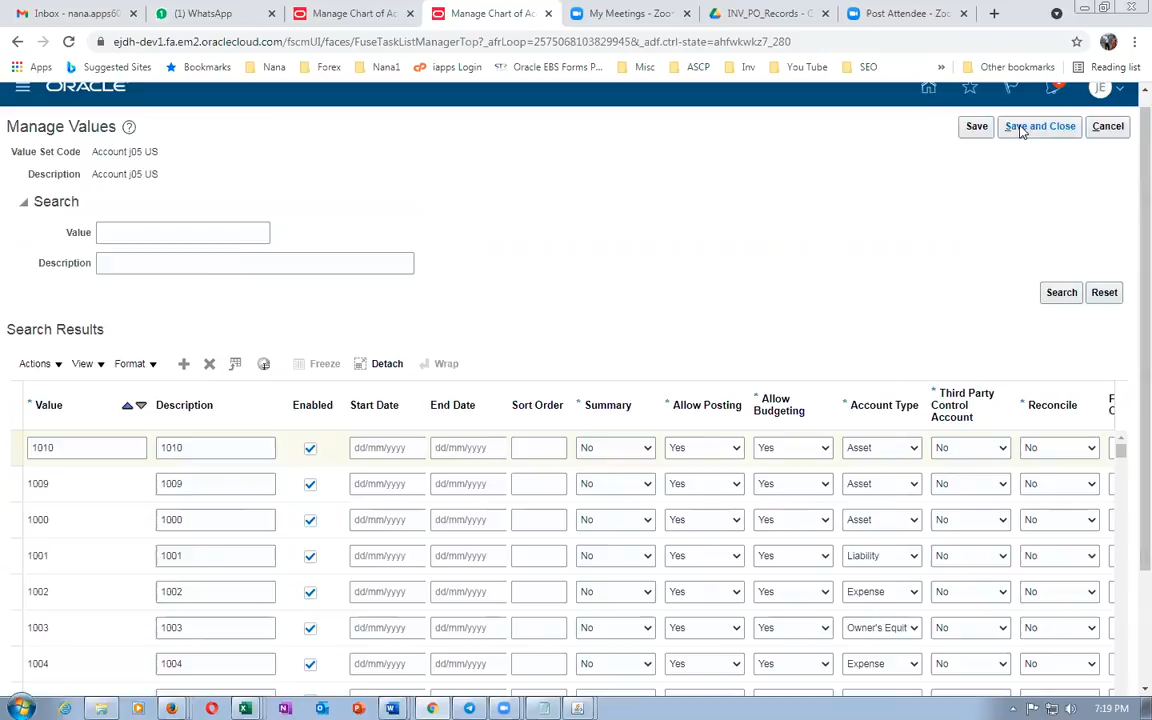 Inbox - nana.apps60
(1) WhatsApp
Manage Chart of Ac
Manage Chart of Ac
My Meetings - Zoo
INV_PO_Records - G
Post Attendee - Zoo
ejdh-dev1.fa.em2.oraclecloud.com/fscmUI/faces/FuseTaskListManagerTop?_afrLoop=2575068103829945&_adf.ctrl-state=ahfwkwkz7_280
Apps Suggested Sites Bookmarks Nana Forex Nana1 iapps Login Oracle EBS Forms P... Misc ASCP Inv You Tube SEO » Other bookmarks Reading list
ORACLE JE
Manage Values
Save Save and Close Cancel
Value Set Code Account j05 US
Description Account j05 US
Search
Value
Description
Search Reset
Search Results
Actions View Format Freeze Detach Wrap
* Value Description Enabled Start Date End Date Sort Order * Summary * Allow Posting * Allow Budgeting * Account Type * Third Party Control Account * Reconcile
1010 1010 dd/mm/yyyy dd/mm/yyyy No Yes Yes Asset No No
1009 1009 dd/mm/yyyy dd/mm/yyyy No Yes Yes Asset No No
1000 1000 dd/mm/yyyy dd/mm/yyyy No Yes Yes Asset No No
1001 1001 dd/mm/yyyy dd/mm/yyyy No Yes Yes Liability No No
1002 1002 dd/mm/yyyy dd/mm/yyyy No Yes Yes Expense No No
1003 1003 dd/mm/yyyy dd/mm/yyyy No Yes Yes Owner's Equit No No
1004 1004 dd/mm/yyyy dd/mm/yyyy No Yes Yes Expense No No
7:19 PM